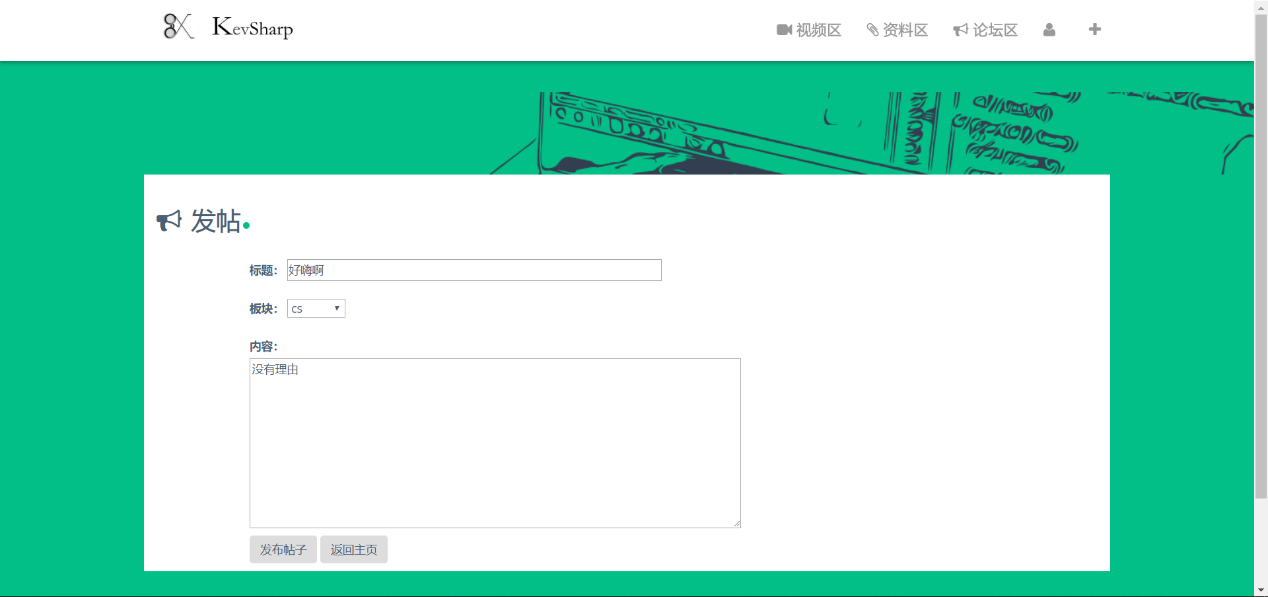 KevSharp
视频区
资料区
论坛区
发帖
标题: 好嗨啊
板块: cs
内容:
没有理由
发布帖子 返回主页